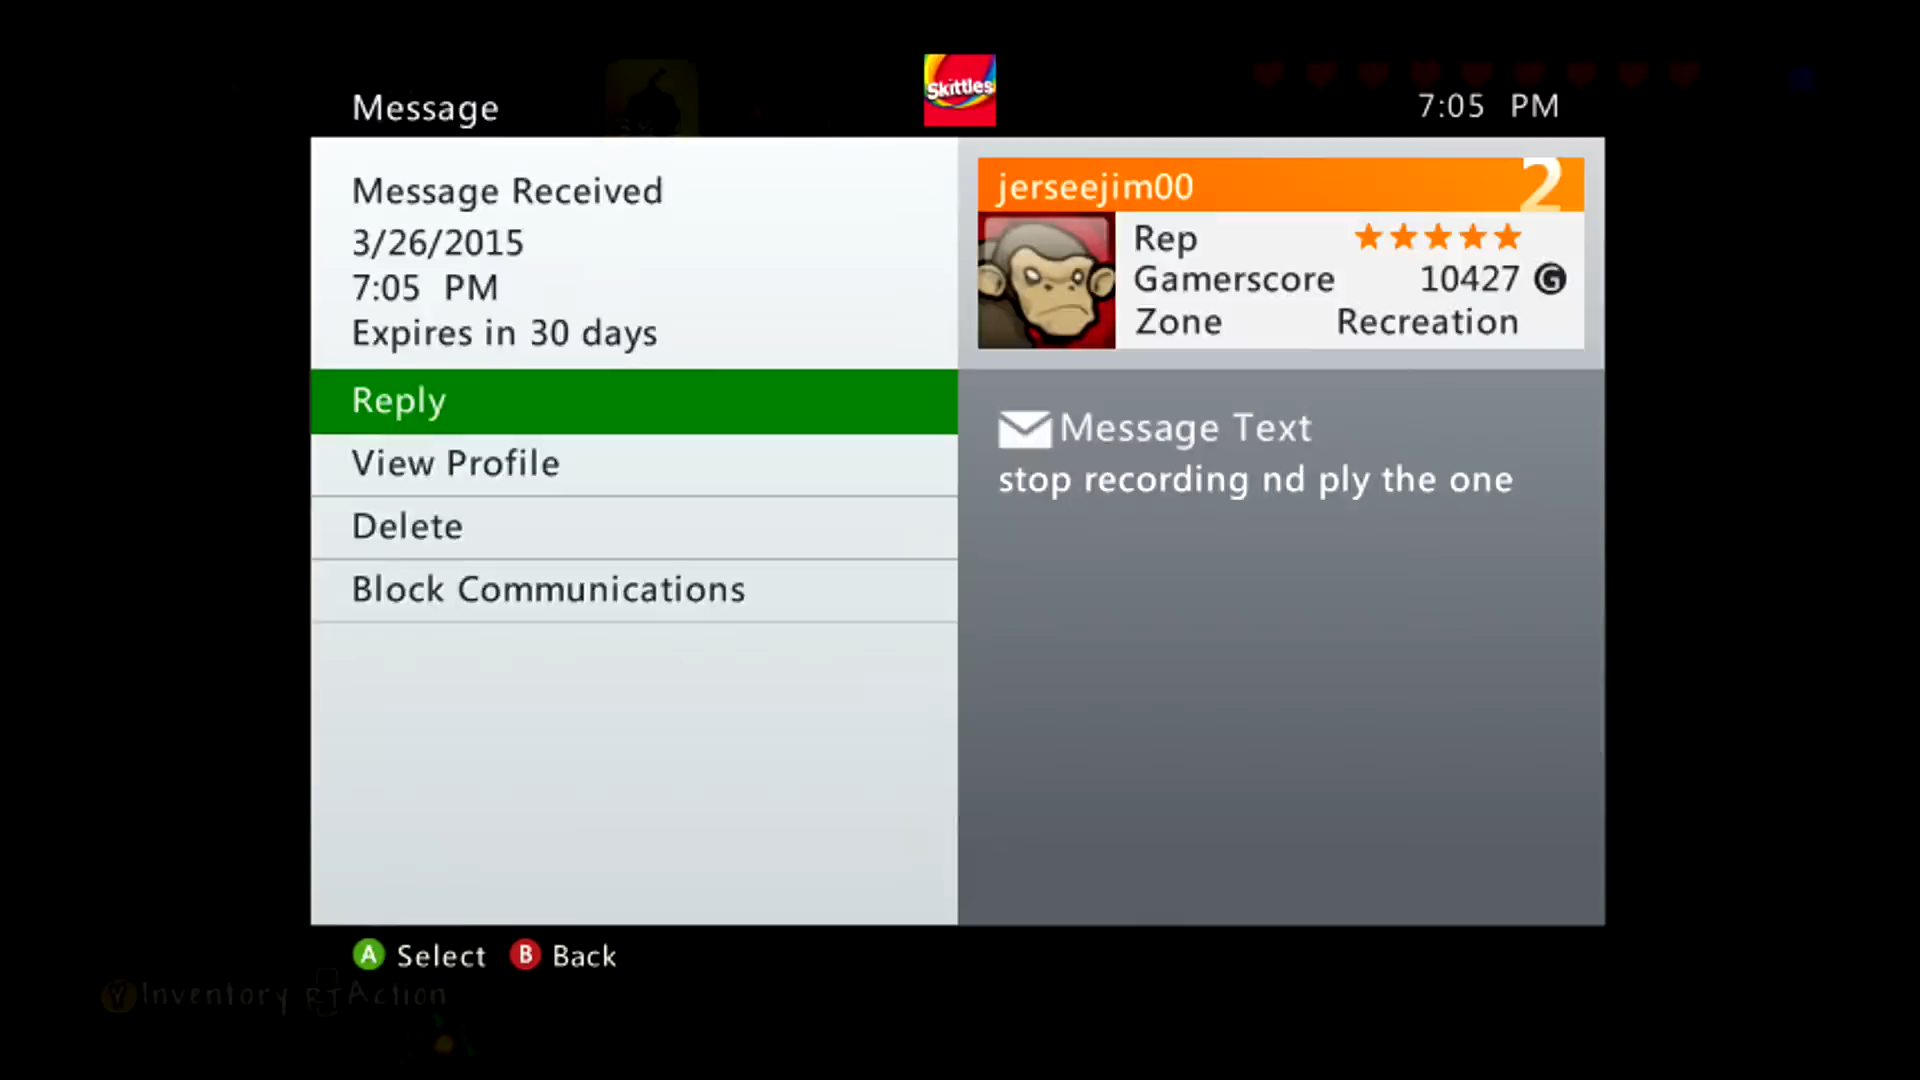 Message
Skittles
7:05 PM
Message Received
3/26/2015
7:05 PM
Expires in 30 days
Reply
View Profile
Delete
Block Communications
jerseejim00
2
Rep
Gamerscore 10427 G
Zone Recreation
Message Text
stop recording nd ply the one
A Select B Back
Y Inventory RT Action